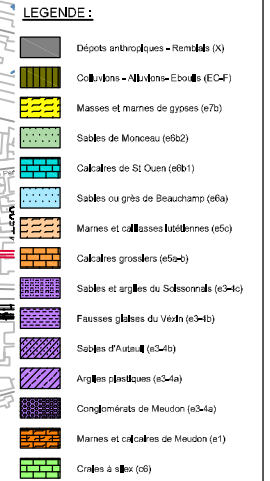 LEGENDE :
Dépots anthropiques - Remblais (X)
Colluvions - Alluvions- Eboulis (EC-F)
Masses et marnes de gypses (e7b)
Sables de Monceau (e6b2)
Calcaires de St Ouen (e6b1)
Sables ou grès de Beauchamp (e6a)
Marnes et caillasses lutétiennes (e5c)
Calcaires grossiers (e5a-b)
Sables et argiles du Soissonnais (e3-4c)
Fausses glaises du Véxin (e3-4b)
Sables d'Auteuil (e3-4b)
Argiles plastiques (e3-4a)
Conglomérats de Meudon (e3-4a)
Marnes et calcaires de Meudon (e1)
Craies à silex (c6)